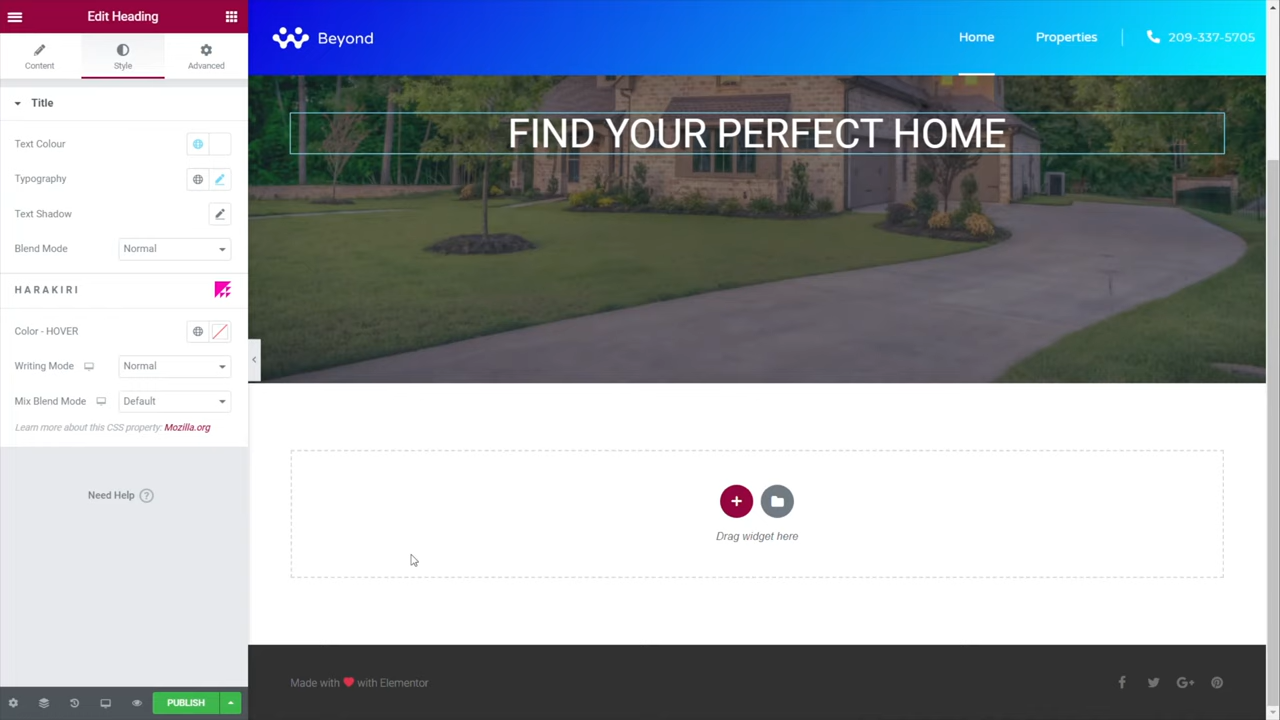 Edit Heading
Content
Style
Advanced
Title
Text Colour
Typography
Text Shadow
Blend Mode
Normal
HARAKIRI
Color - HOVER
Writing Mode
Normal
Mix Blend Mode
Default
Learn more about this CSS property: Mozilla.org
Need Help ?
PUBLISH
Beyond
Home
Properties
209-337-5705
FIND YOUR PERFECT HOME
Drag widget here
Made with ❤ with Elementor